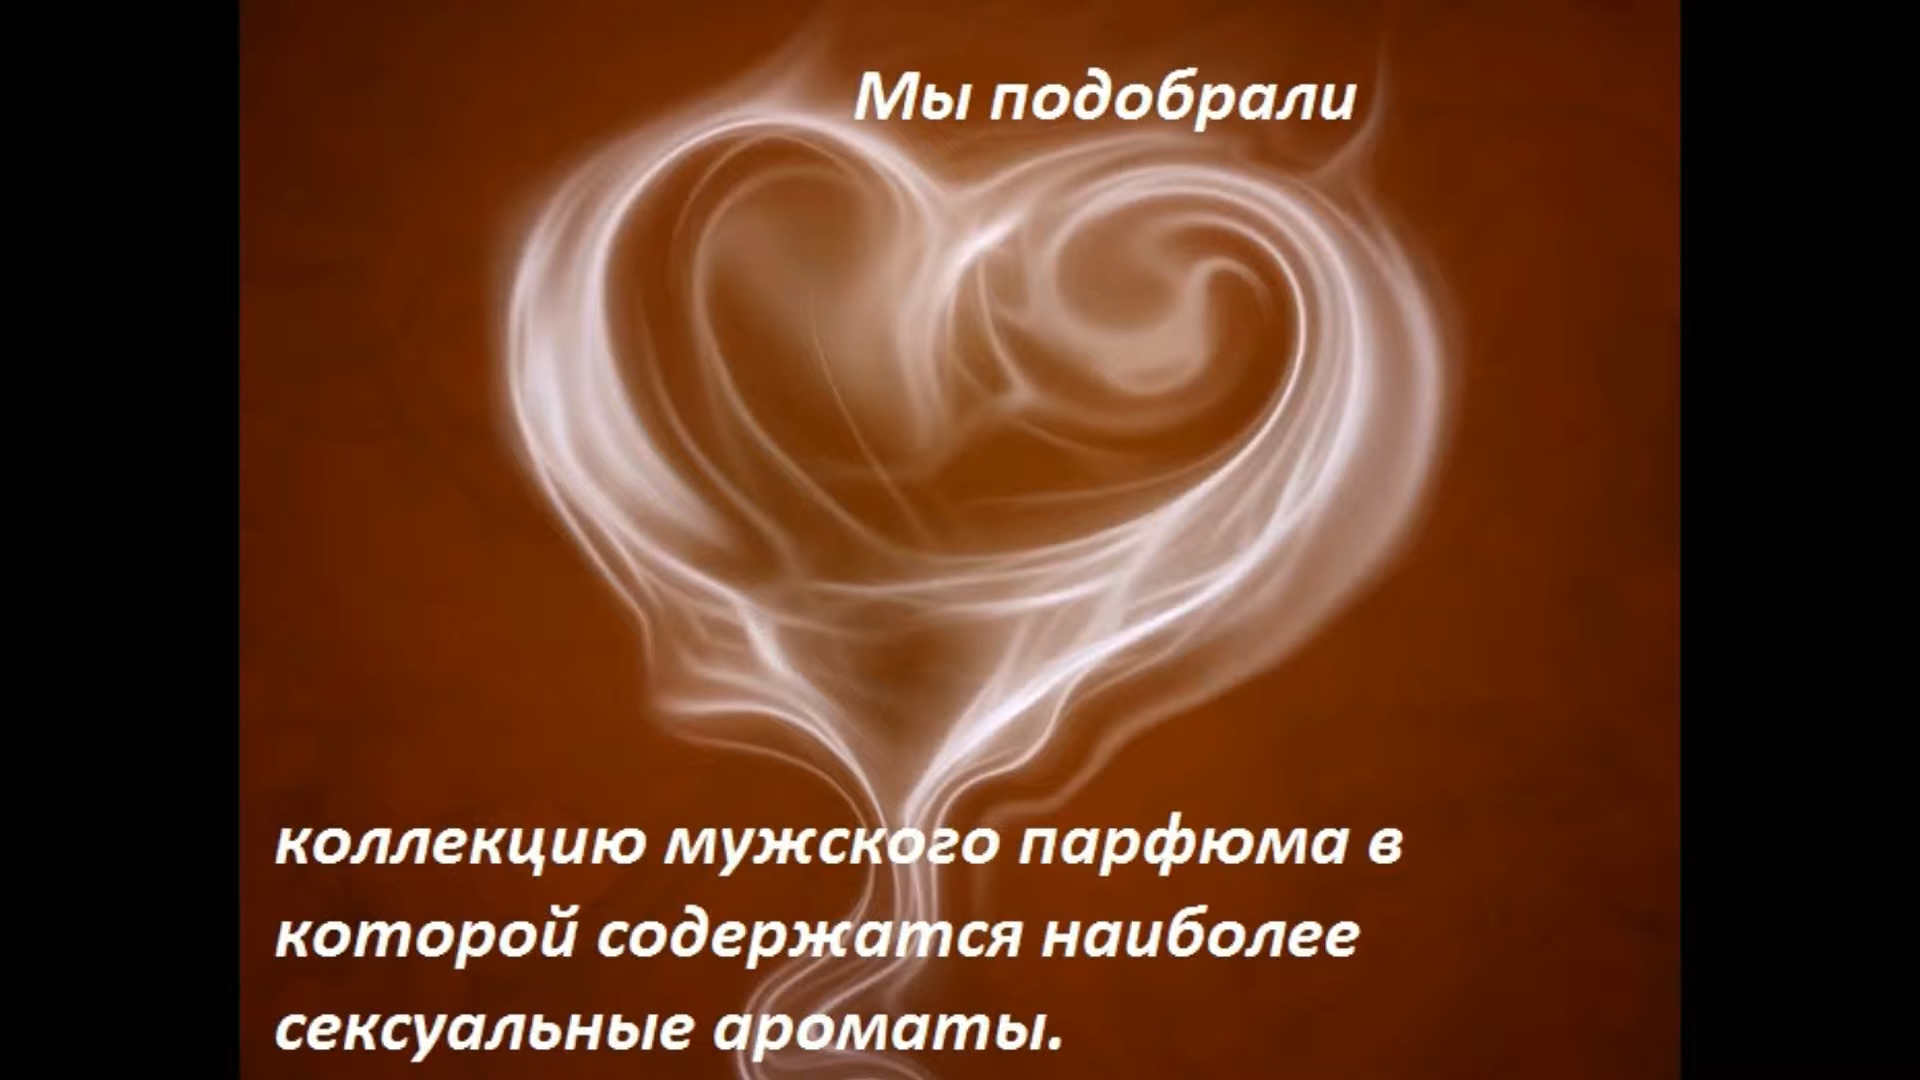 Мы подобрали
коллекцию мужского парфюма в
которой содержатся наиболее
сексуальные ароматы.